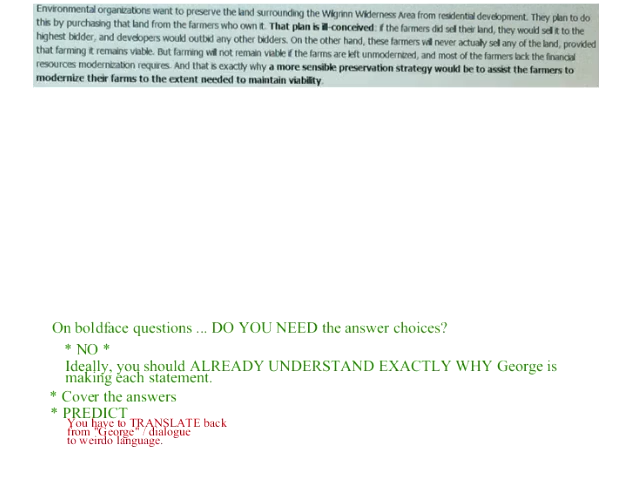 Environmental organizations want to preserve the land surrounding the Wilgrinn Wilderness Area from residential development. They plan to do
this by purchasing that land from the farmers who own it. That plan is ill-conceived: if the farmers did sell their land, they would sell it to the
highest bidder, and developers would outbid any other bidders. On the other hand, these farmers will never actually sell any of the land, provided
that farming it remains viable. But farming will not remain viable if the farms are left unmodernized, and most of the farmers lack the financial
resources modernization requires. And that is exactly why a more sensible preservation strategy would be to assist the farmers to
modernize their farms to the extent needed to maintain viability.
On boldface questions ... DO YOU NEED the answer choices?
* NO *
Ideally, you should ALREADY UNDERSTAND EXACTLY WHY George is
making each statement.
* Cover the answers
* PREDICT
You have to TRANSLATE back
from "George" / dialogue
to weirdo language.